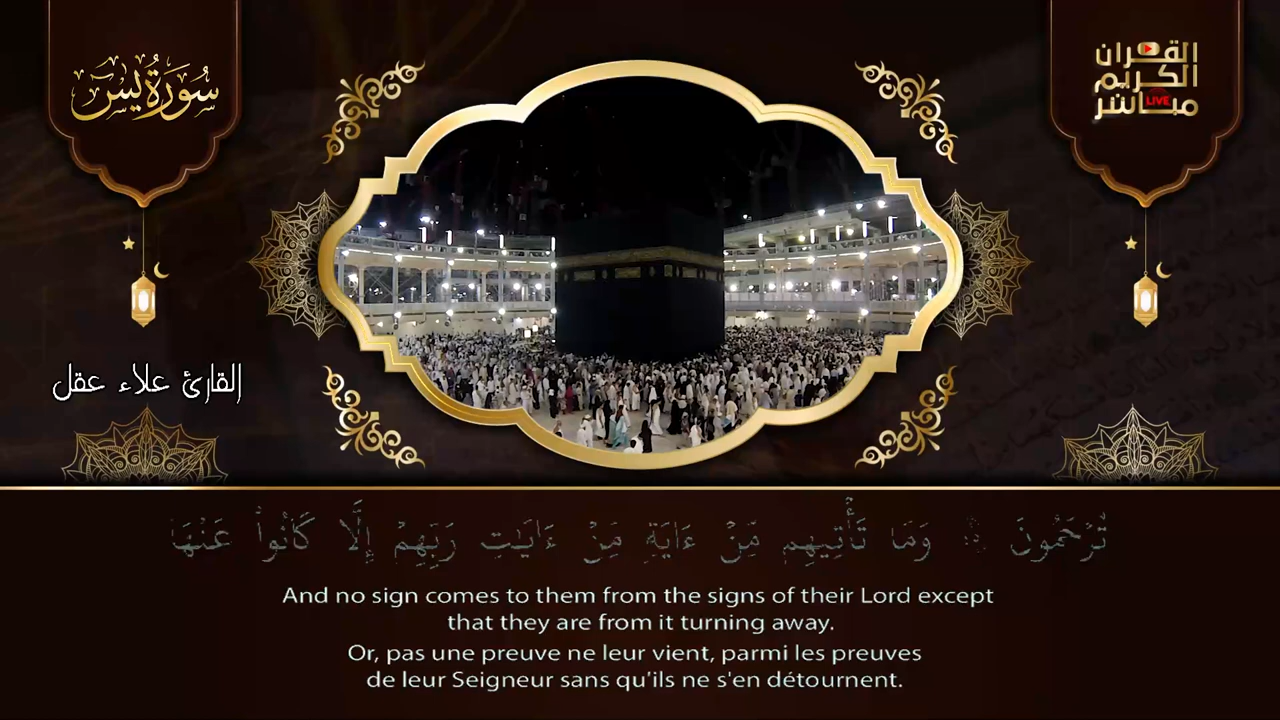 سُورَةُ يس
القرآن
الكريم
مباشر
LIVE
القارئ علاء عقل
تُرْحَمُونَ وَمَا تَأْتِيهِم مِّنْ ءَايَةٍ مِّنْ ءَايَـٰتِ رَبِّهِمْ إِلَّا كَانُوا۟ عَنْهَا
And no sign comes to them from the signs of their Lord except
that they are from it turning away.
Or, pas une preuve ne leur vient, parmi les preuves
de leur Seigneur sans qu'ils ne s'en détournent.